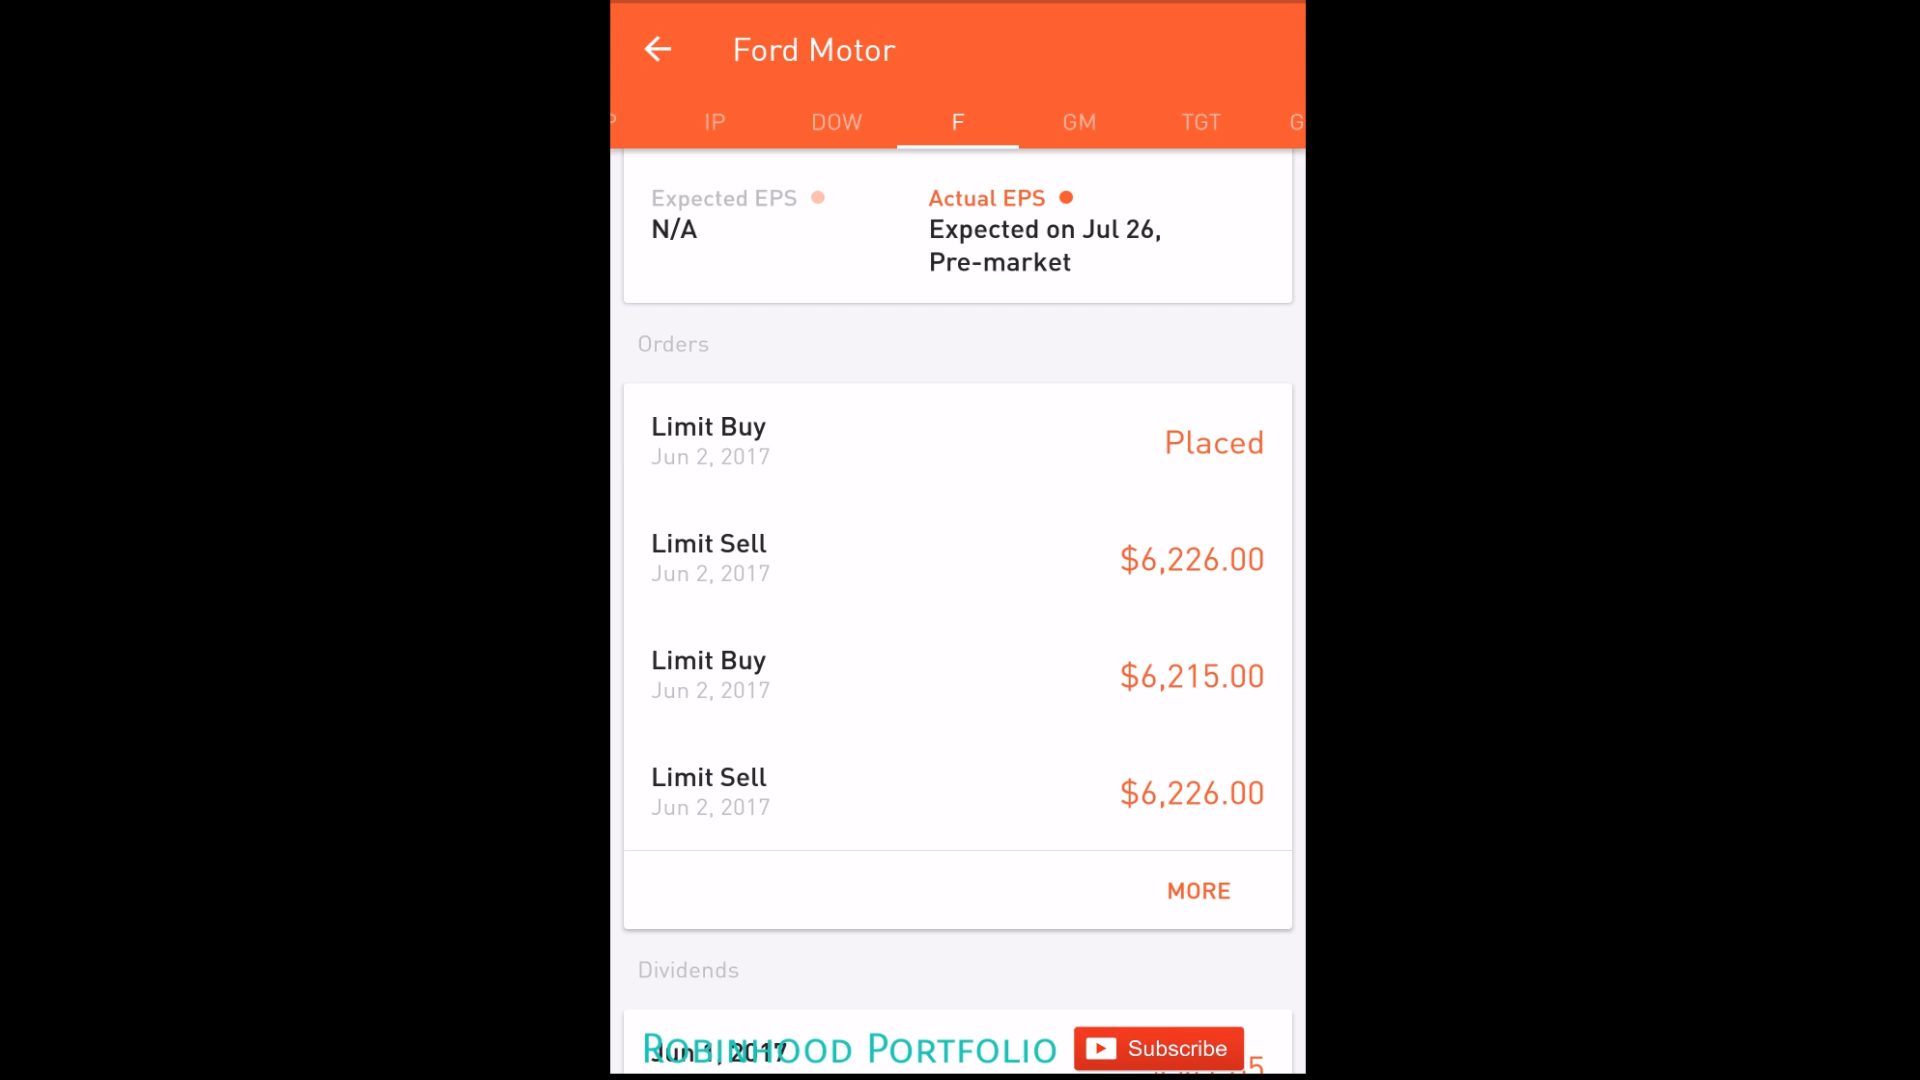 Ford Motor
IP DOW F GM TGT G
Expected EPS
N/A
Actual EPS
Expected on Jul 26,
Pre-market
Orders
Limit Buy
Jun 2, 2017
Placed
Limit Sell
Jun 2, 2017
$6,226.00
Limit Buy
Jun 2, 2017
$6,215.00
Limit Sell
Jun 2, 2017
$6,226.00
MORE
Dividends
Robinhood Portfolio
Subscribe